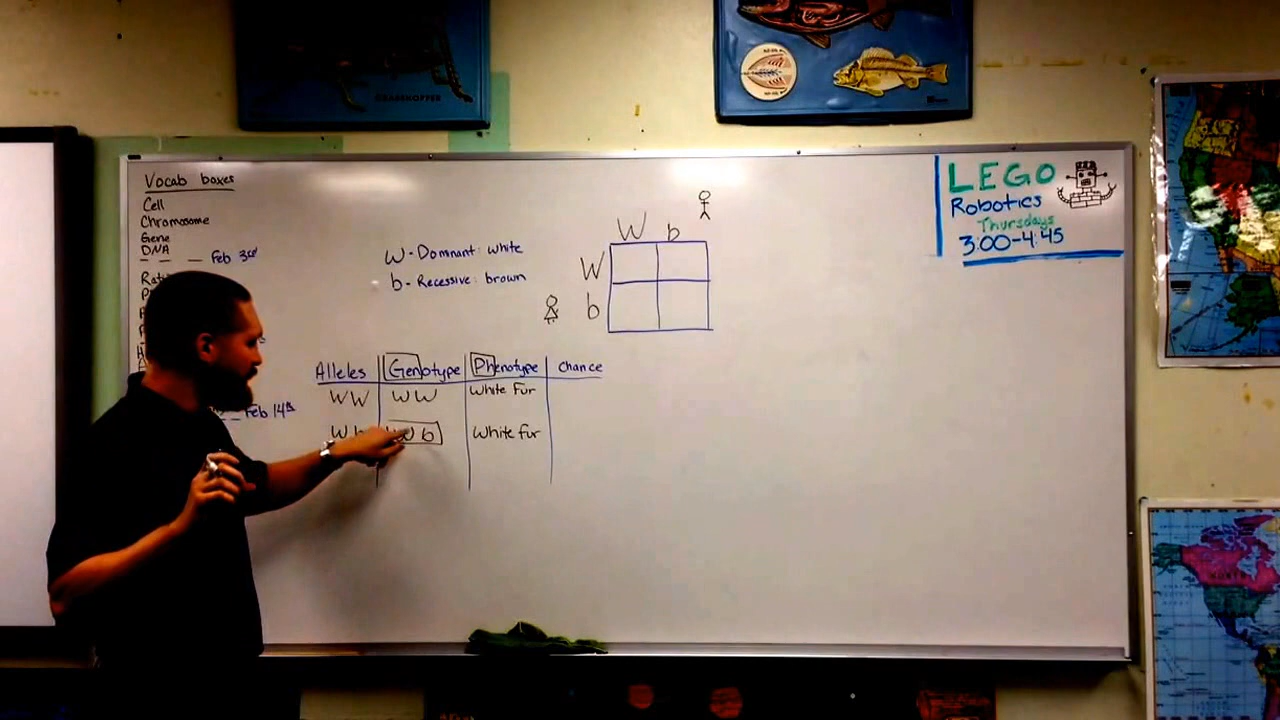 GRASSHOPPER
Vocab boxes
Cell
Chromosome
Gene
DNA
Feb 3rd
Feb 14th
W - Dominant: white
b - Recessive: brown
W b
W
b
Alleles Genotype Phenotype Chance
WW WW White Fur
W b W b White fur
LEGO
Robotics
Thursdays
3:00-4:45
NORTH